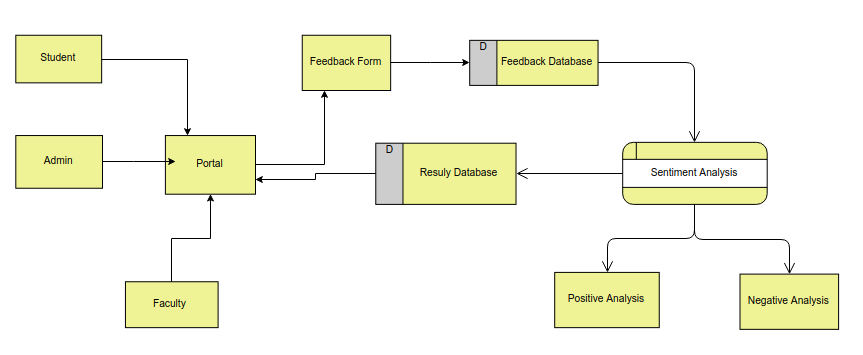 Student
Feedback Form
D
Feedback Database
Admin
Portal
D
Resuly Database
Sentiment Analysis
Faculty
Positive Analysis
Negative Analysis